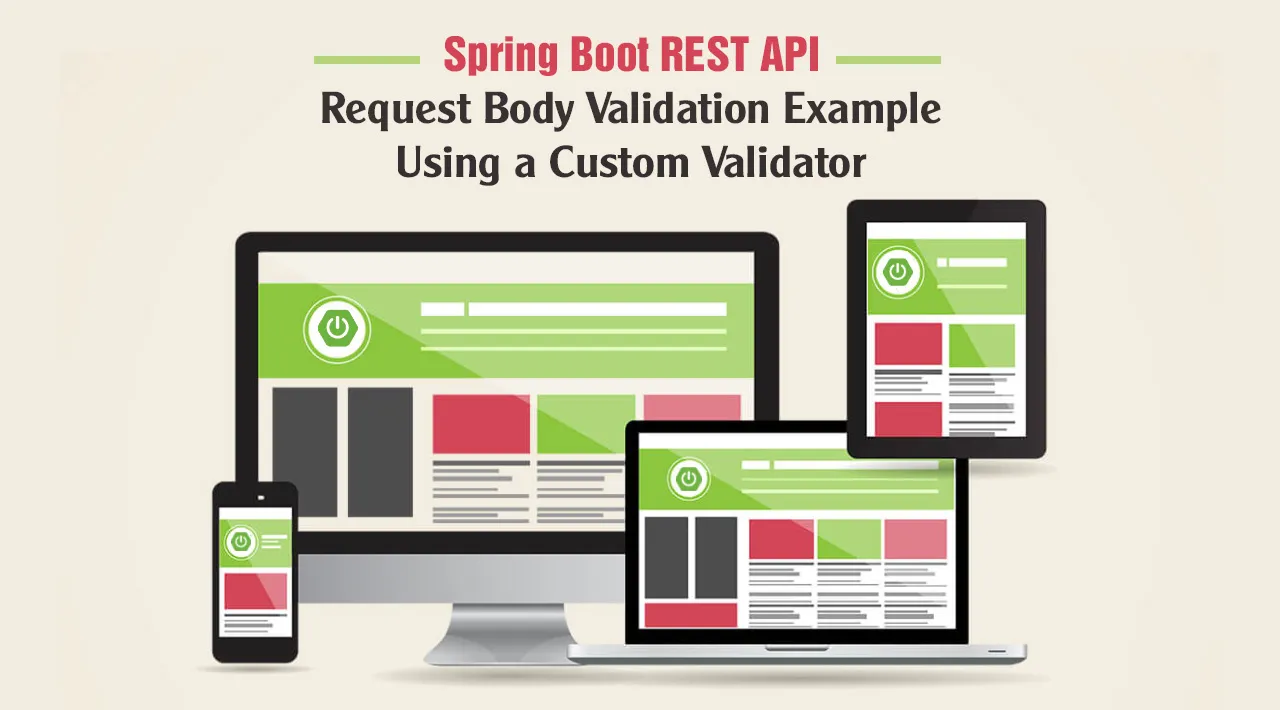 Spring Boot REST API
Request Body Validation Example
Using a Custom Validator